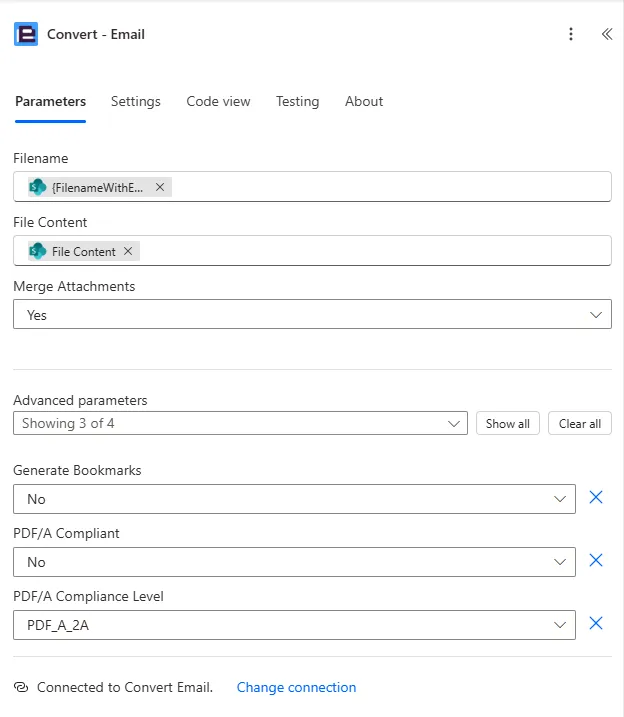 Convert - Email
Parameters Settings Code view Testing About
Filename
{FilenameWithE...
File Content
File Content
Merge Attachments
Yes
Advanced parameters
Showing 3 of 4 Show all Clear all
Generate Bookmarks
No
PDF/A Compliant
No
PDF/A Compliance Level
PDF_A_2A
Connected to Convert Email. Change connection